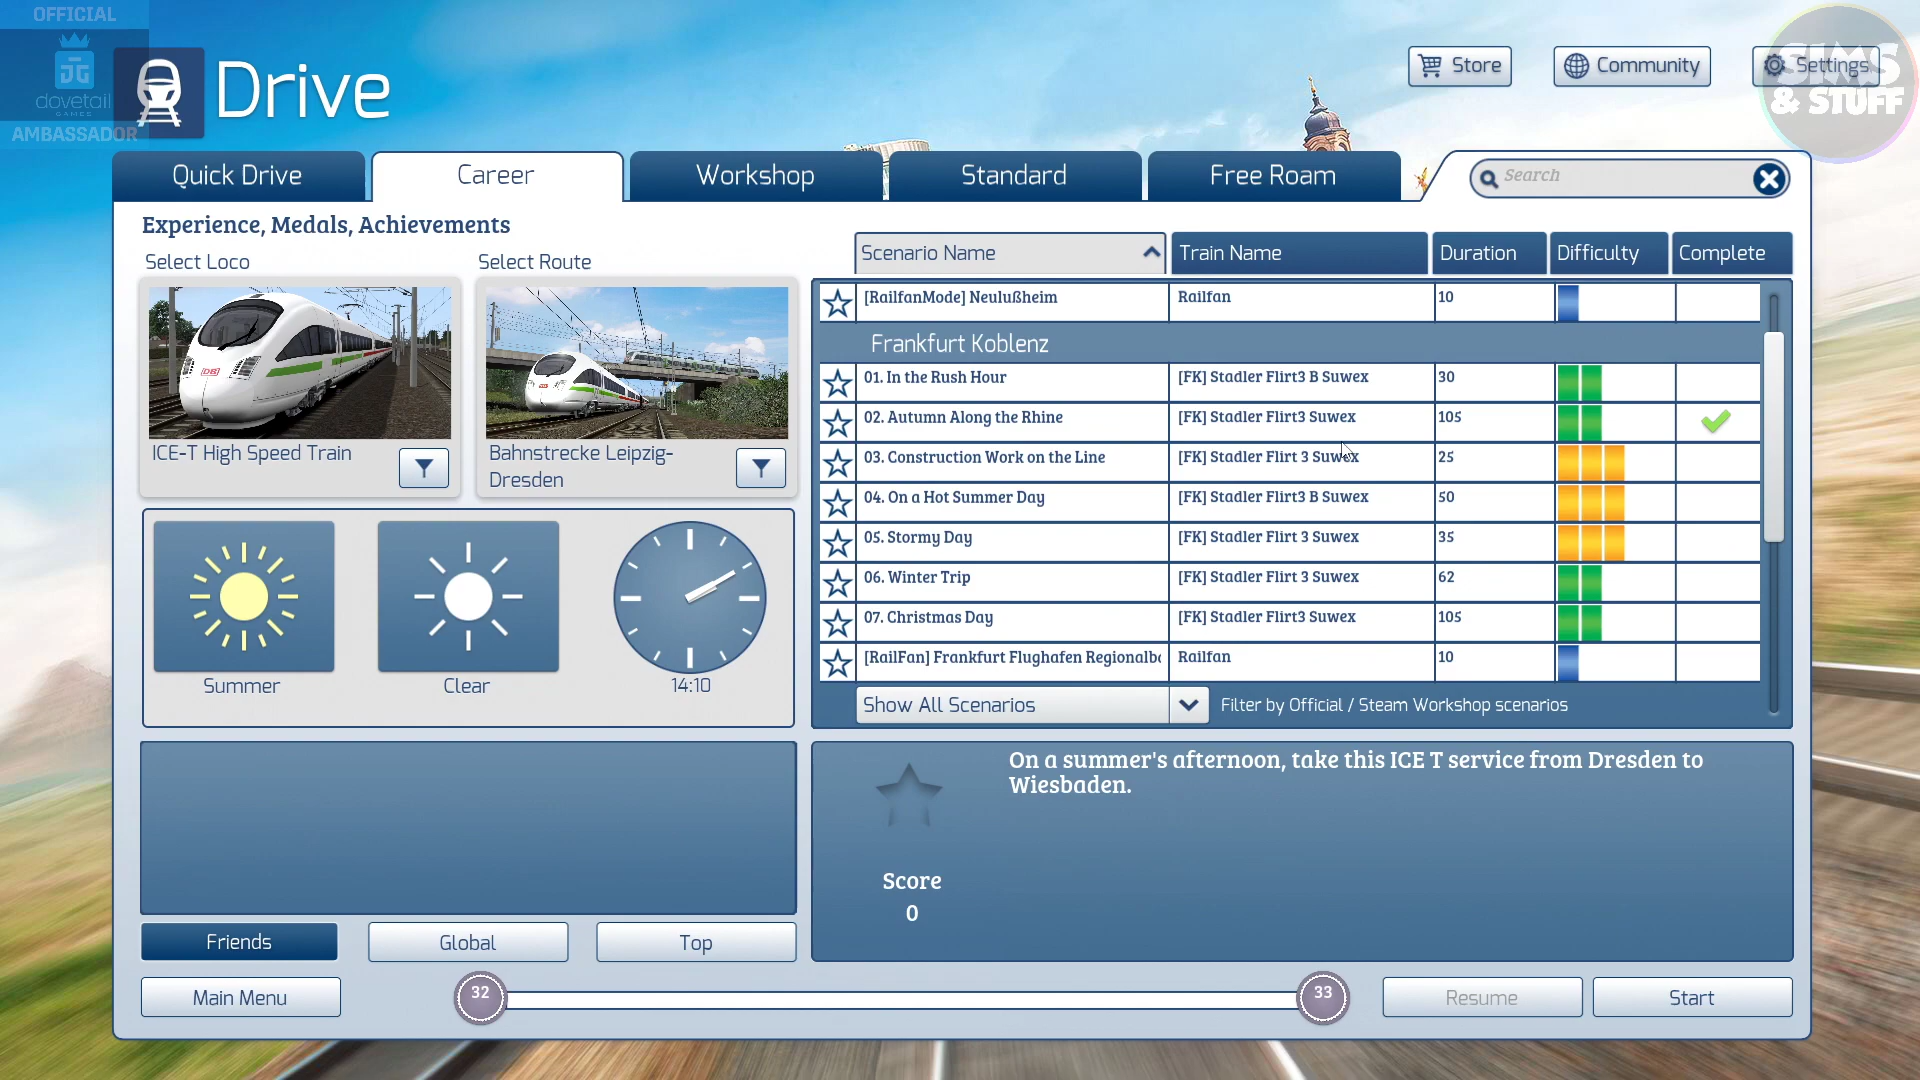 OFFICIAL
dovetail
GAMES
AMBASSADOR
Drive
Store
Community
Settings
SIMS
& STUFF
Quick Drive
Career
Workshop
Standard
Free Roam
Search
Experience, Medals, Achievements
Select Loco
Select Route
ICE-T High Speed Train
Bahnstrecke Leipzig-
Dresden
Summer
Clear
14:10
Scenario Name
Train Name
Duration
Difficulty
Complete
[RailfanMode] Neulußheim Railfan 10
Frankfurt Koblenz
01. In the Rush Hour [FK] Stadler Flirt3 B Suwex 30
02. Autumn Along the Rhine [FK] Stadler Flirt3 Suwex 105
03. Construction Work on the Line [FK] Stadler Flirt 3 Suwex 25
04. On a Hot Summer Day [FK] Stadler Flirt3 B Suwex 50
05. Stormy Day [FK] Stadler Flirt 3 Suwex 35
06. Winter Trip [FK] Stadler Flirt 3 Suwex 62
07. Christmas Day [FK] Stadler Flirt3 Suwex 105
[RailFan] Frankfurt Flughafen Regionalb Railfan 10
Show All Scenarios
Filter by Official / Steam Workshop scenarios
On a summer's afternoon, take this ICE T service from Dresden to
Wiesbaden.
Score
0
Friends
Global
Top
Main Menu
32
33
Resume
Start